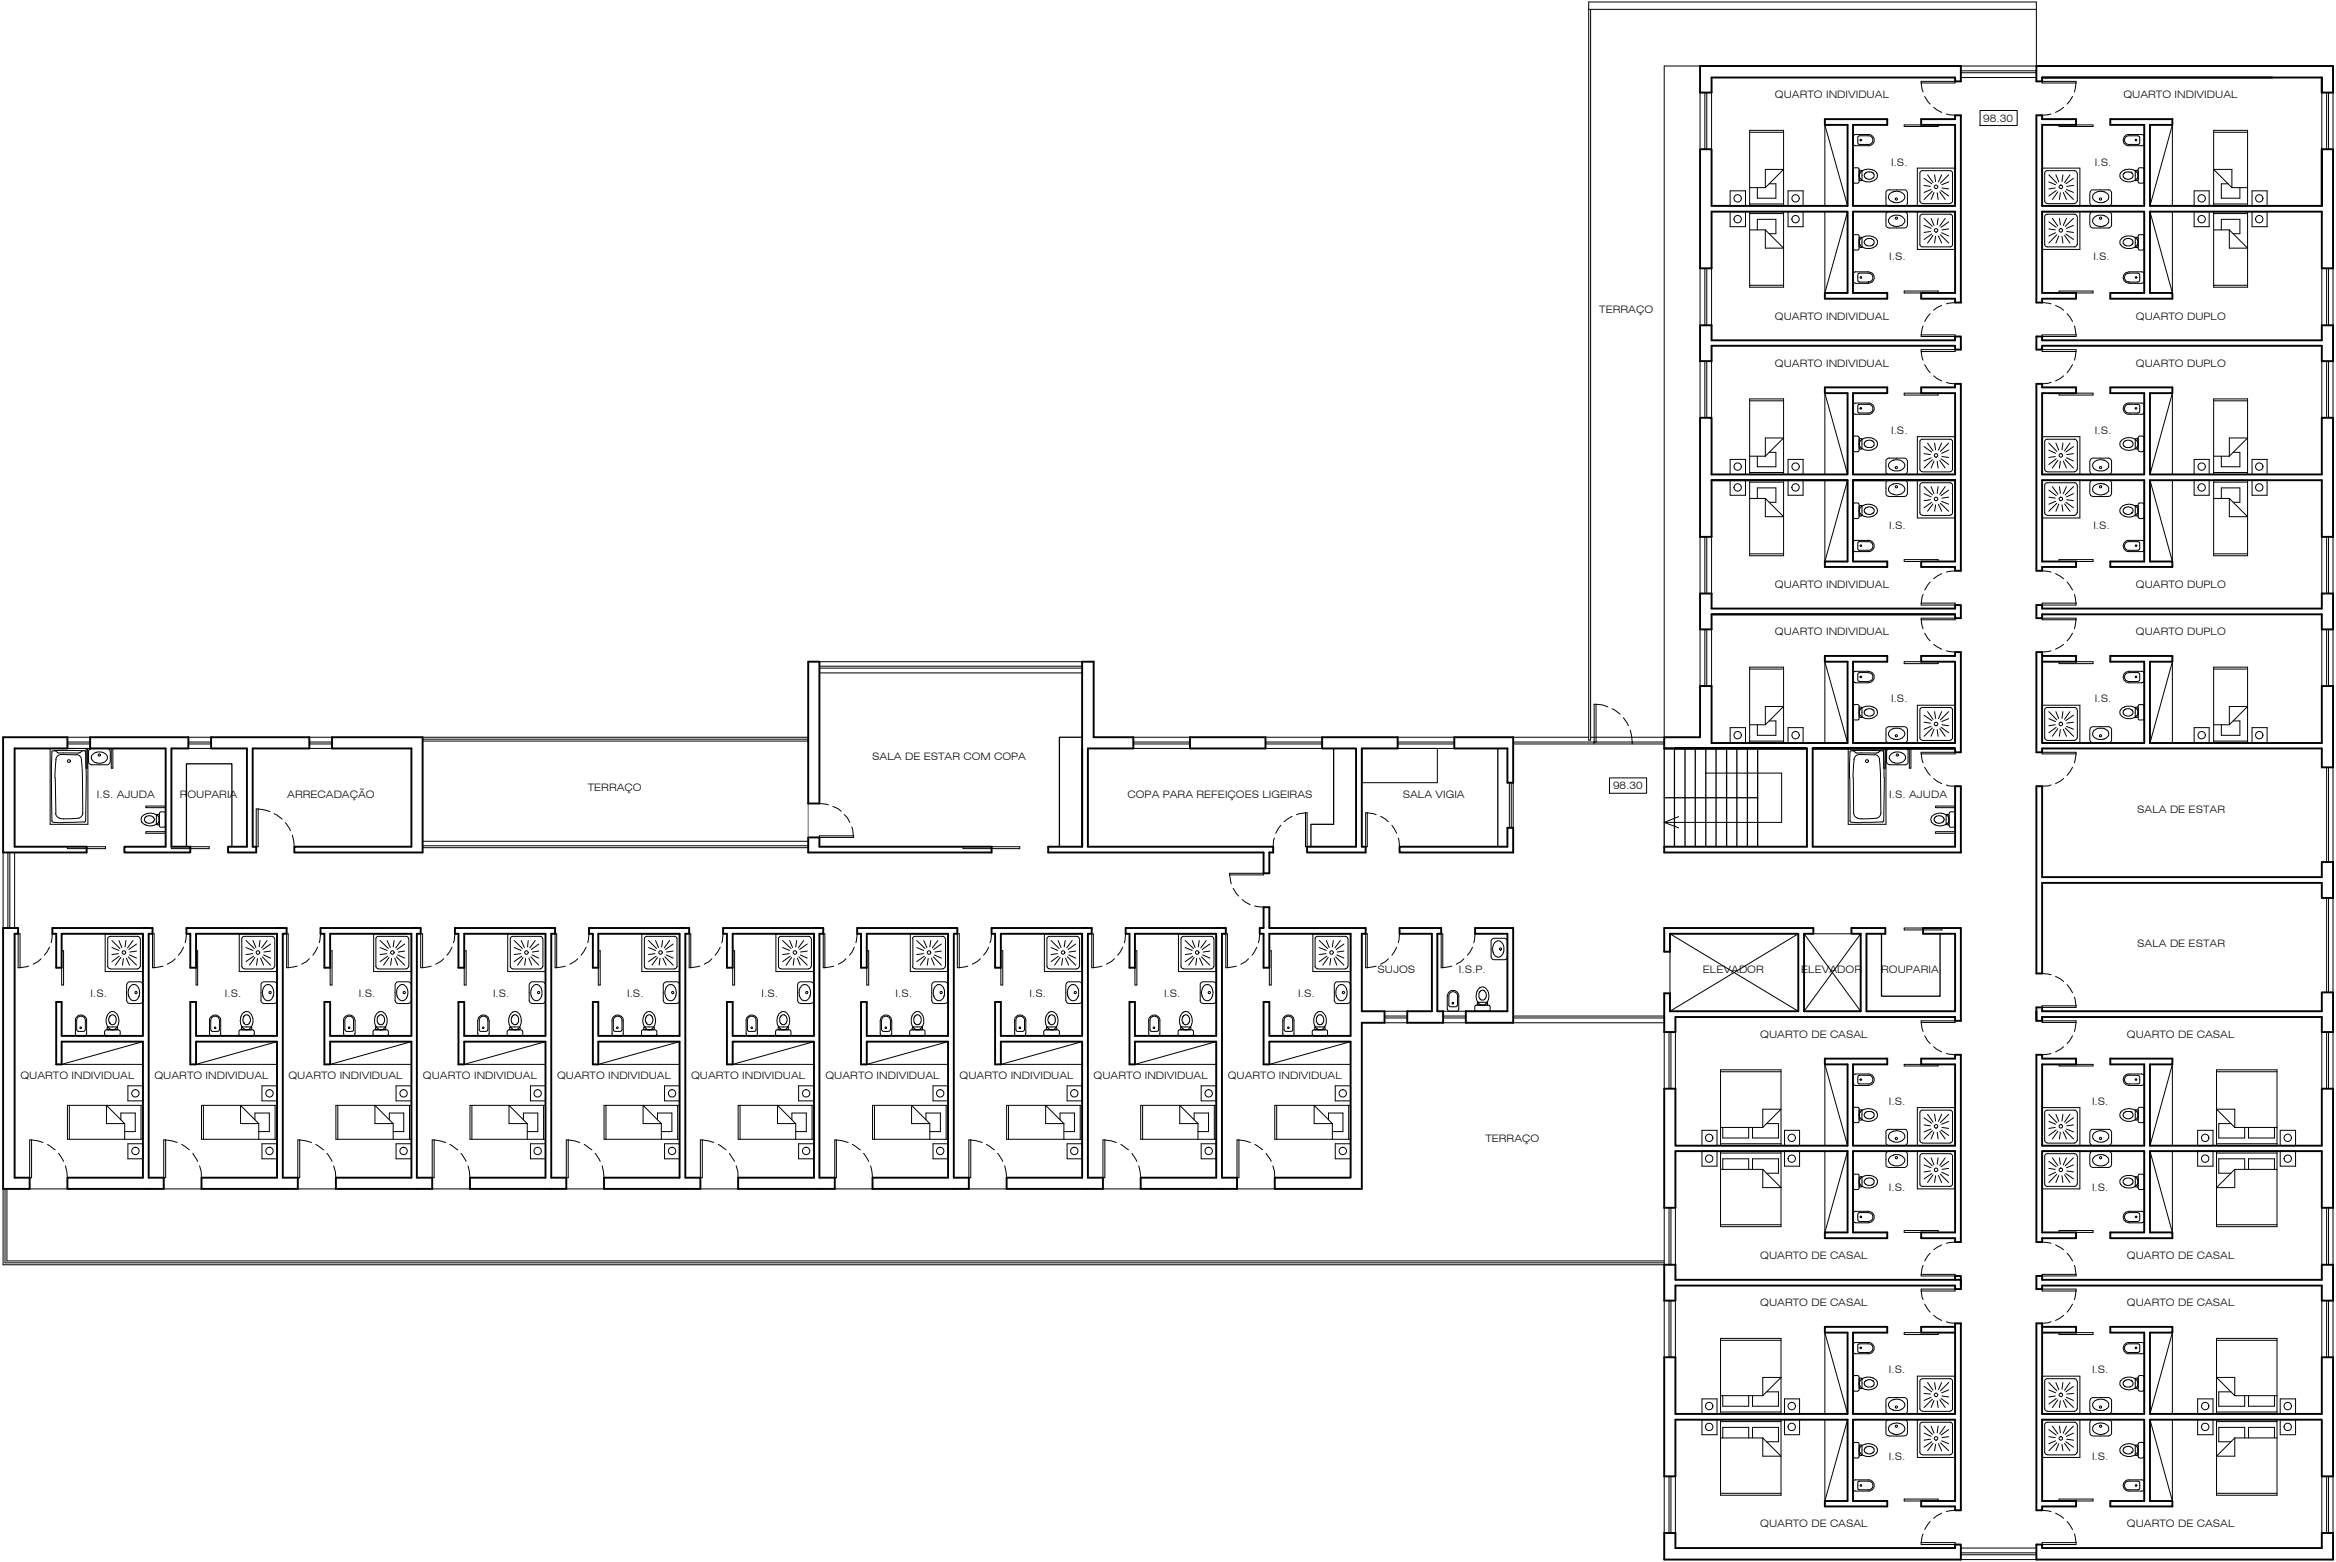 QUARTO INDIVIDUAL
QUARTO INDIVIDUAL
98.30
I.S.
I.S.
I.S.
I.S.
TERRAÇO
QUARTO INDIVIDUAL
QUARTO DUPLO
QUARTO INDIVIDUAL
QUARTO DUPLO
I.S.
I.S.
I.S.
I.S.
QUARTO INDIVIDUAL
QUARTO DUPLO
QUARTO INDIVIDUAL
QUARTO DUPLO
I.S.
I.S.
SALA DE ESTAR COM COPA
TERRAÇO
98.30
I.S. AJUDA
ROUPARIA
ARRECADAÇÃO
COPA PARA REFEIÇOES LIGEIRAS
SALA VIGIA
I.S. AJUDA
SALA DE ESTAR
SALA DE ESTAR
SUJOS
I.S.P.
ELEVADOR
ELEVADOR
ROUPARIA
I.S.
I.S.
I.S.
I.S.
I.S.
I.S.
I.S.
I.S.
I.S.
I.S.
QUARTO DE CASAL
QUARTO DE CASAL
QUARTO INDIVIDUAL
QUARTO INDIVIDUAL
QUARTO INDIVIDUAL
QUARTO INDIVIDUAL
QUARTO INDIVIDUAL
QUARTO INDIVIDUAL
QUARTO INDIVIDUAL
QUARTO INDIVIDUAL
QUARTO INDIVIDUAL
QUARTO INDIVIDUAL
I.S.
I.S.
TERRAÇO
I.S.
I.S.
QUARTO DE CASAL
QUARTO DE CASAL
QUARTO DE CASAL
QUARTO DE CASAL
I.S.
I.S.
I.S.
I.S.
QUARTO DE CASAL
QUARTO DE CASAL